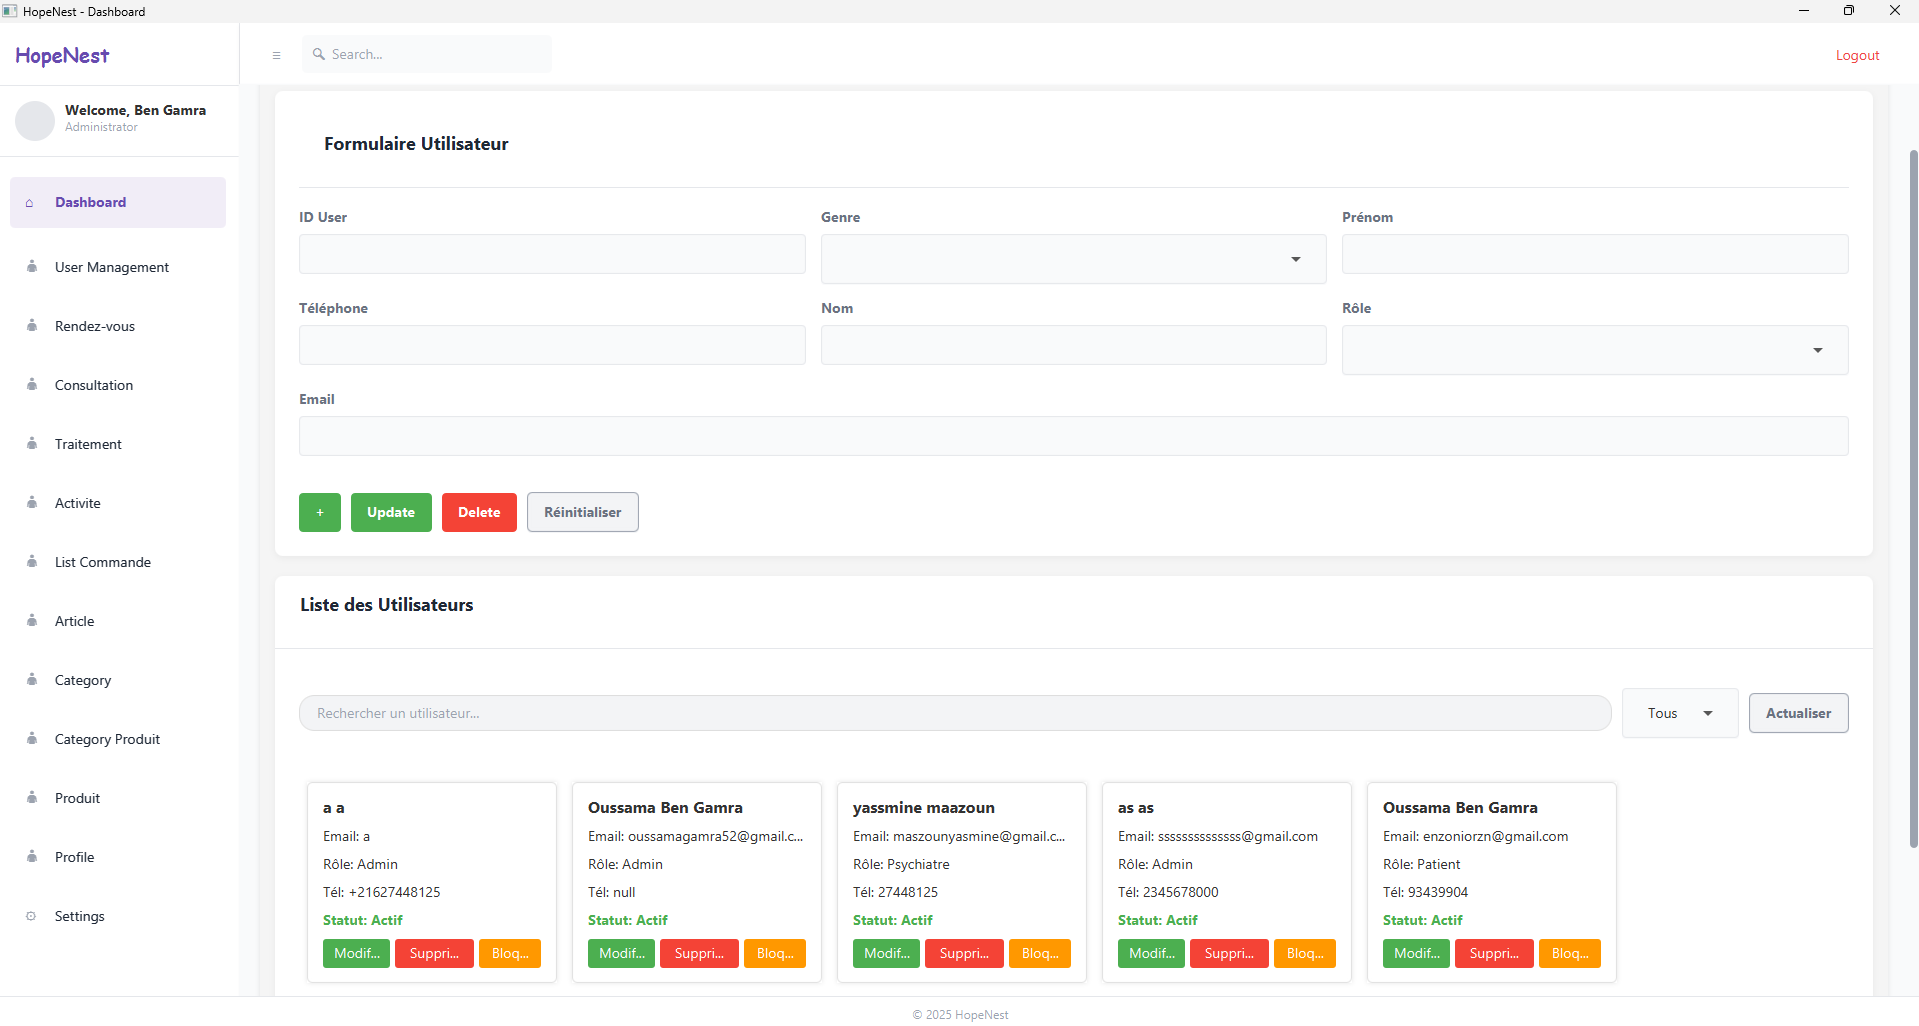 HopeNest - Dashboard
HopeNest
Search...
Logout
Welcome, Ben Gamra
Administrator
Dashboard
User Management
Rendez-vous
Consultation
Traitement
Activite
List Commande
Article
Category
Category Produit
Produit
Profile
Settings
Formulaire Utilisateur
ID User
Genre
Prénom
Téléphone
Nom
Rôle
Email
+
Update
Delete
Réinitialiser
Liste des Utilisateurs
Rechercher un utilisateur...
Tous
Actualiser
a a
Email: a
Rôle: Admin
Tél: +21627448125
Statut: Actif
Modif...
Suppri...
Bloq...
Oussama Ben Gamra
Email: oussamagamra52@gmail.c...
Rôle: Admin
Tél: null
Statut: Actif
Modif...
Suppri...
Bloq...
yassmine maazoun
Email: maszounyasmine@gmail.c...
Rôle: Psychiatre
Tél: 27448125
Statut: Actif
Modif...
Suppri...
Bloq...
as as
Email: ssssssssssssss@gmail.com
Rôle: Admin
Tél: 2345678000
Statut: Actif
Modif...
Suppri...
Bloq...
Oussama Ben Gamra
Email: enzoniorzn@gmail.com
Rôle: Patient
Tél: 93439904
Statut: Actif
Modif...
Suppri...
Bloq...
© 2025 HopeNest